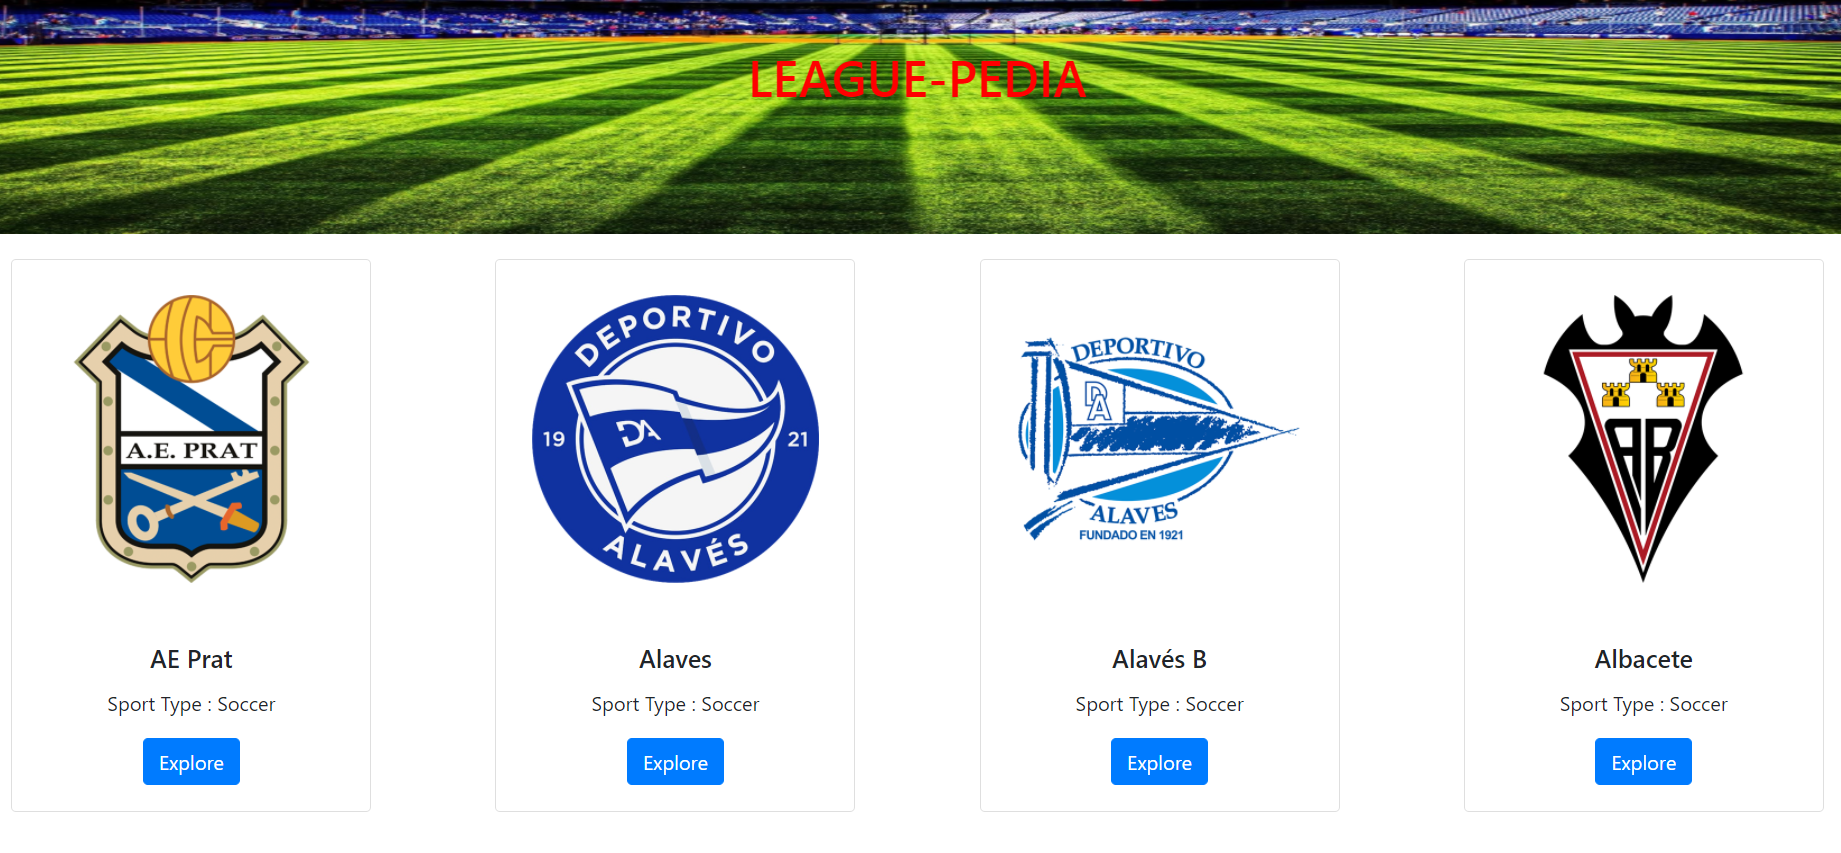 LEAGUE-PEDIA
A.E. PRAT
AE Prat
Sport Type : Soccer
Explore
DEPORTIVO
19 21
DA
ALAVÉS
Alaves
Sport Type : Soccer
Explore
DEPORTIVO
DA
ALAVES
FUNDADO EN 1921
Alavés B
Sport Type : Soccer
Explore
AB
Albacete
Sport Type : Soccer
Explore